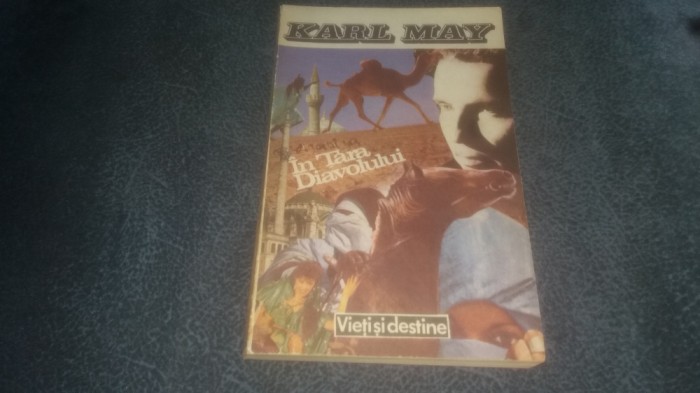 KARL MAY
În Țara
Diavolului
Vieți și destine